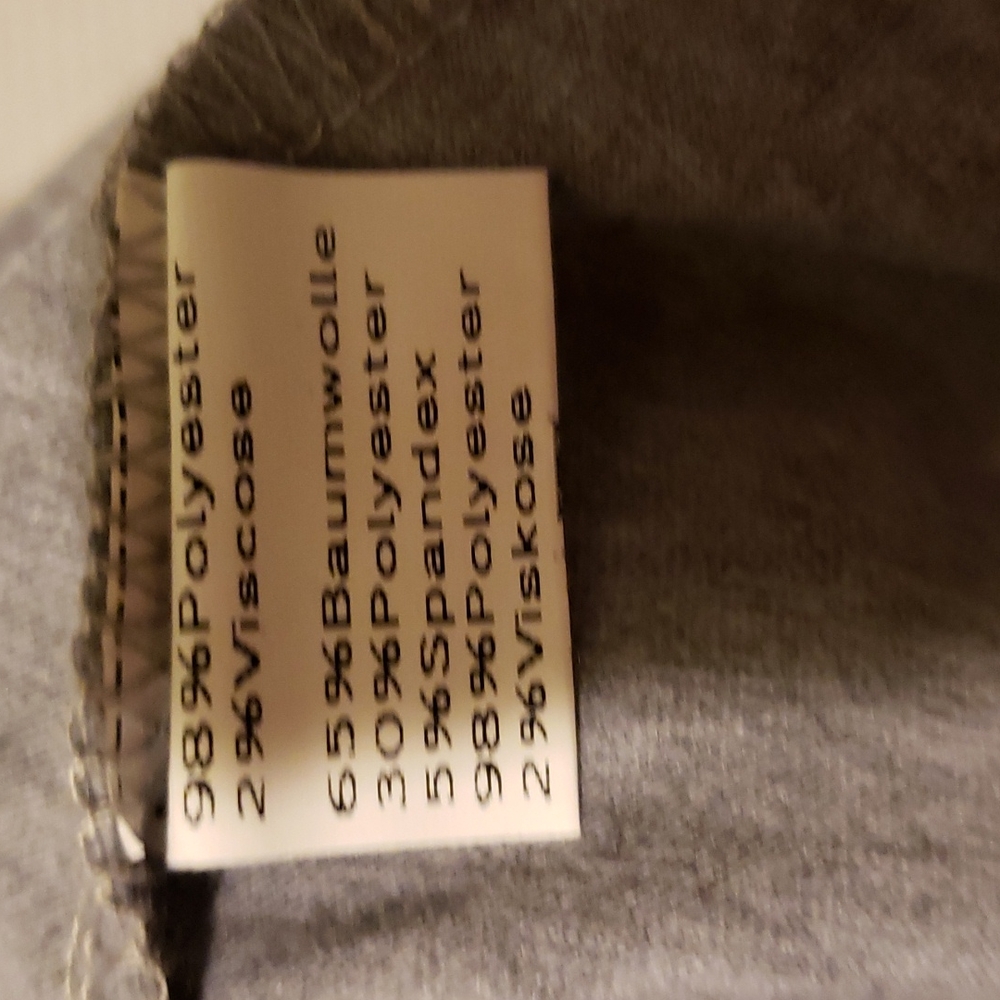 98%Polyester
2%Viscose
65%Baumwolle
30%Polyester
5%Spandex
98%Polyester
2%Viskose